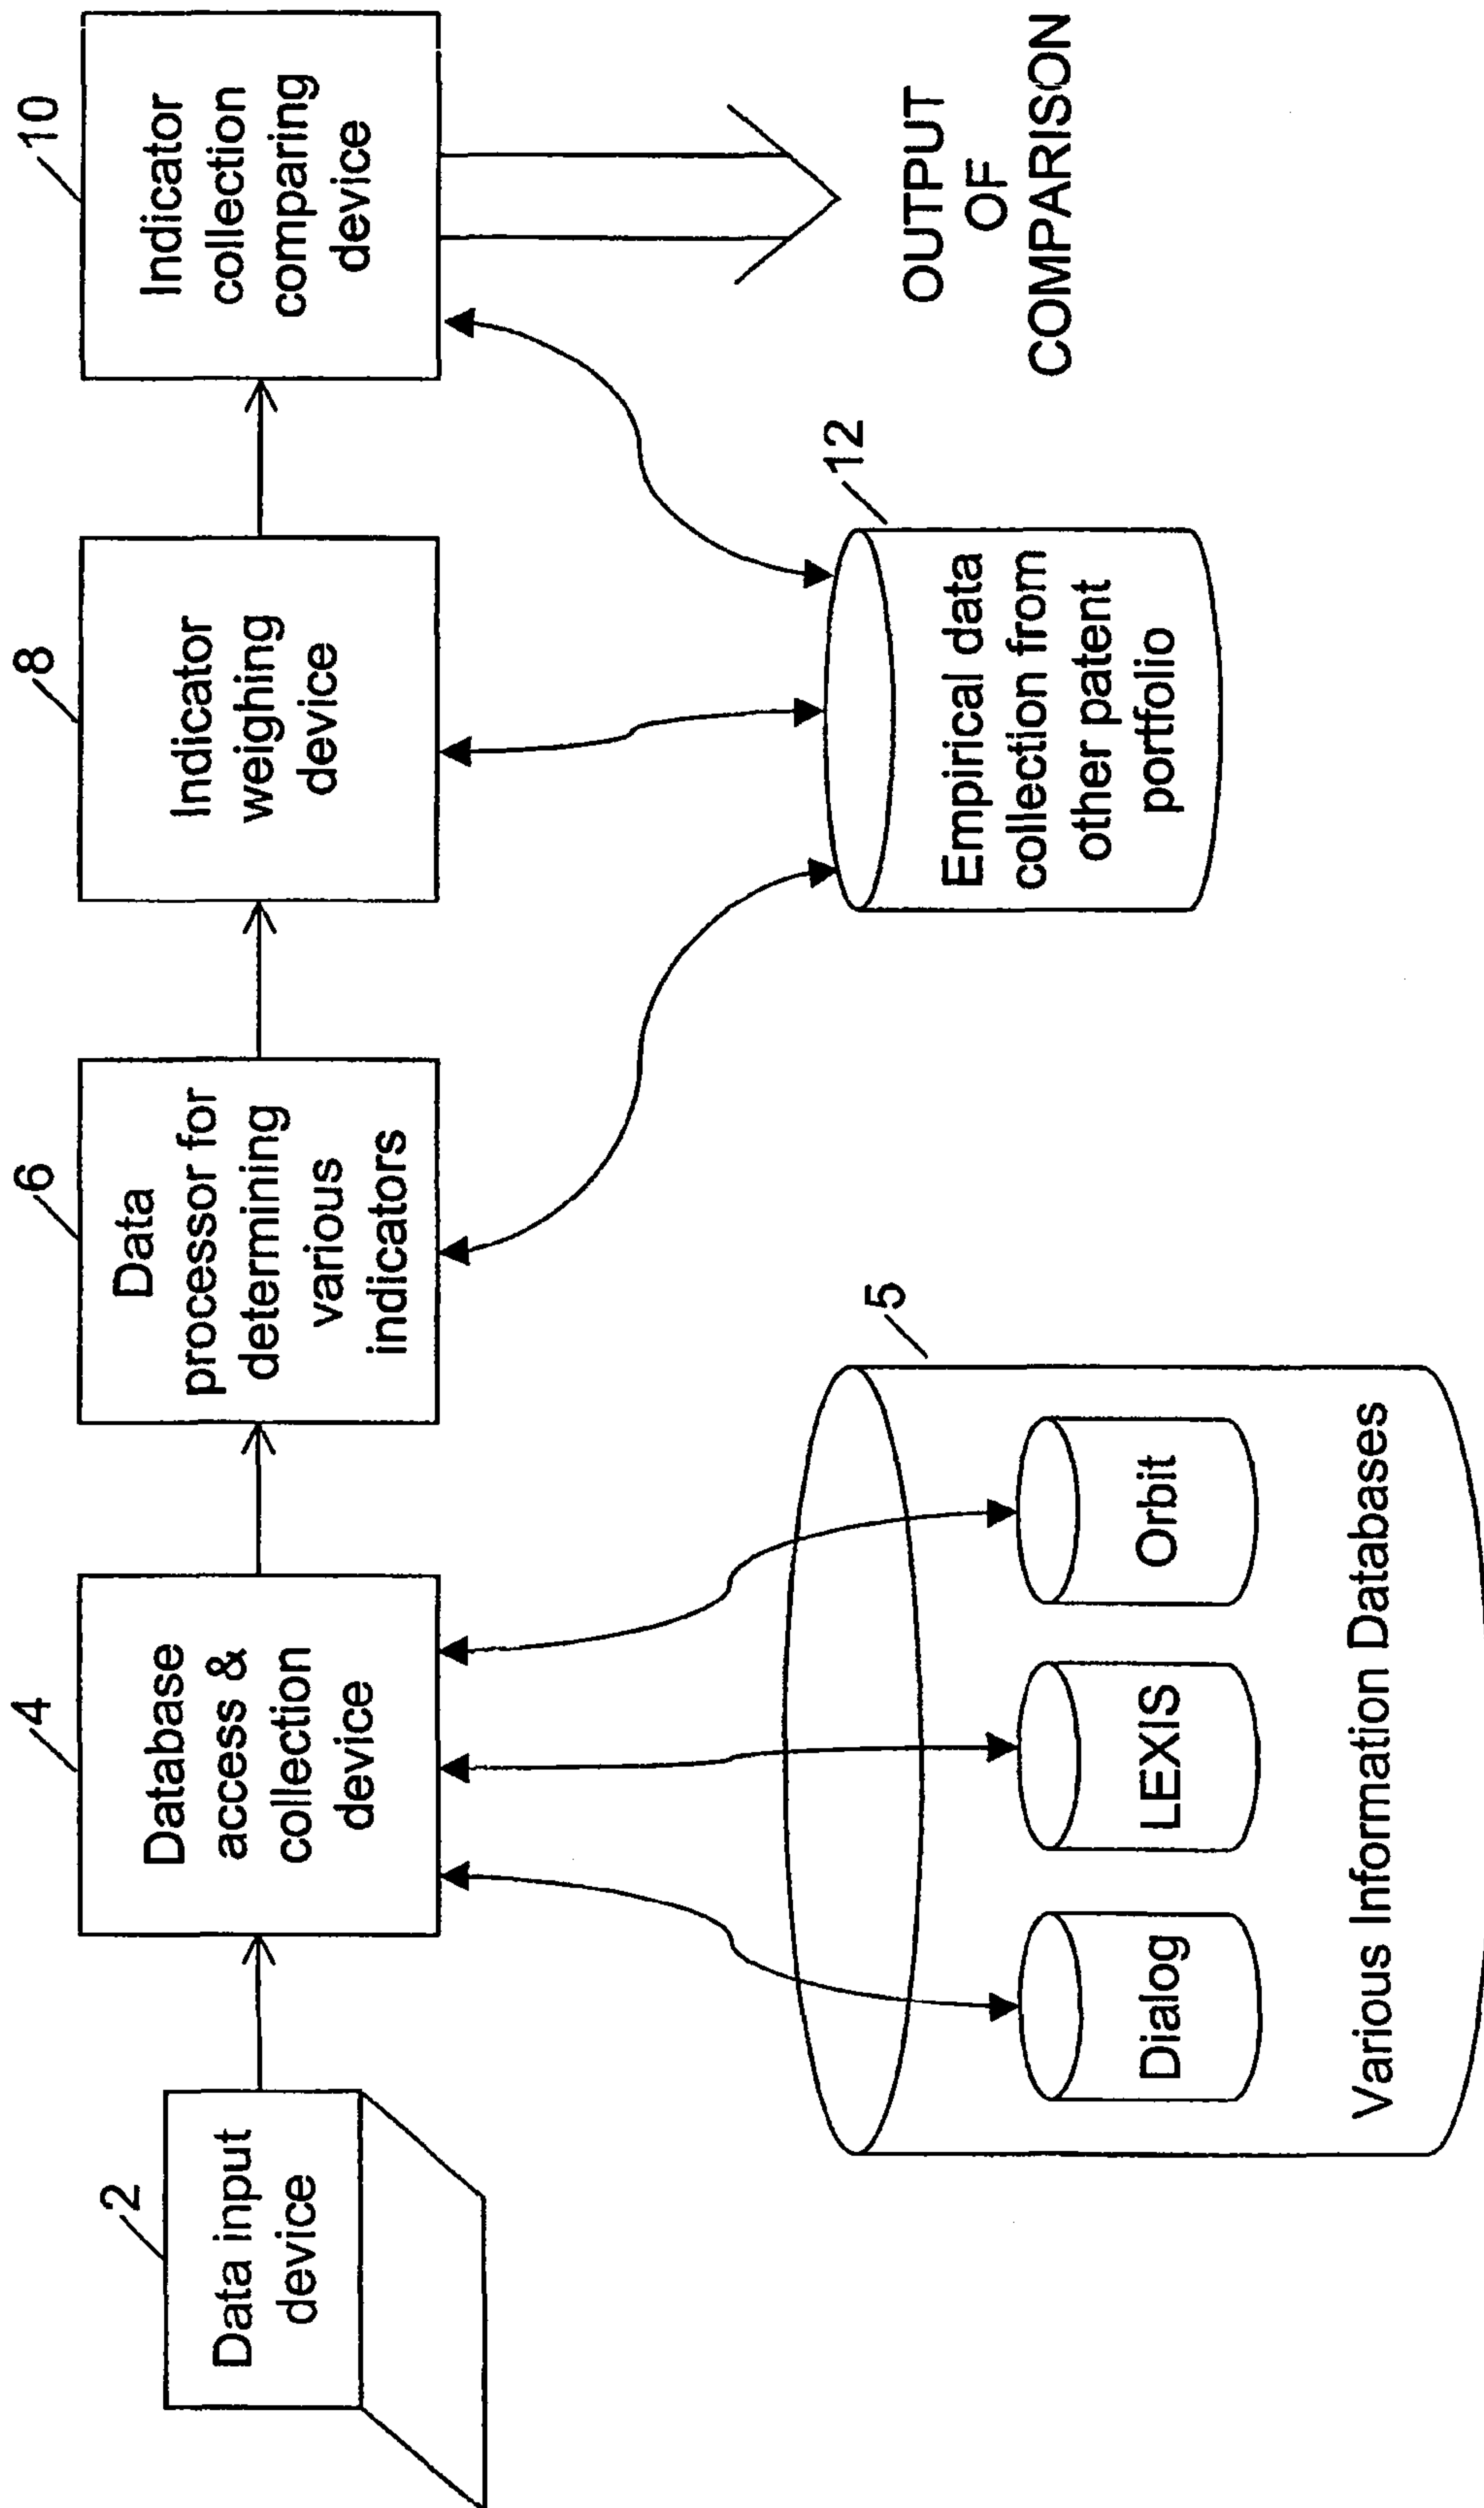 2
Data input
device
4
Database
access &
collection
device
6
Data
processor for
determining
various
indicators
8
Indicator
weighing
device
10
Indicator
collection
comparing
device
5
Dialog
LEXIS
Orbit
Various Information Databases
12
Empirical data
collection from
other patent
portfolio
OUTPUT
OF
COMPARISON